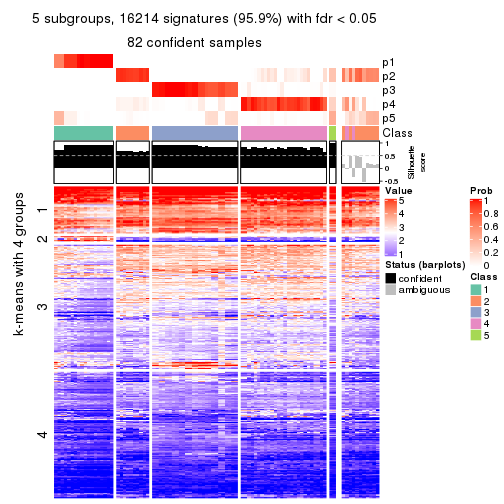 5 subgroups, 16214 signatures (95.9%) with fdr < 0.05
82 confident samples
p1
p2
p3
p4
p5
Class
1
0.5
0
-0.5
Silhouette
score
k-means with 4 groups
1
2
3
4
Value
5
4
3
2
1
Status (barplots)
confident
ambiguous
Prob
1
0.8
0.6
0.4
0.2
0
Class
1
2
3
4
5